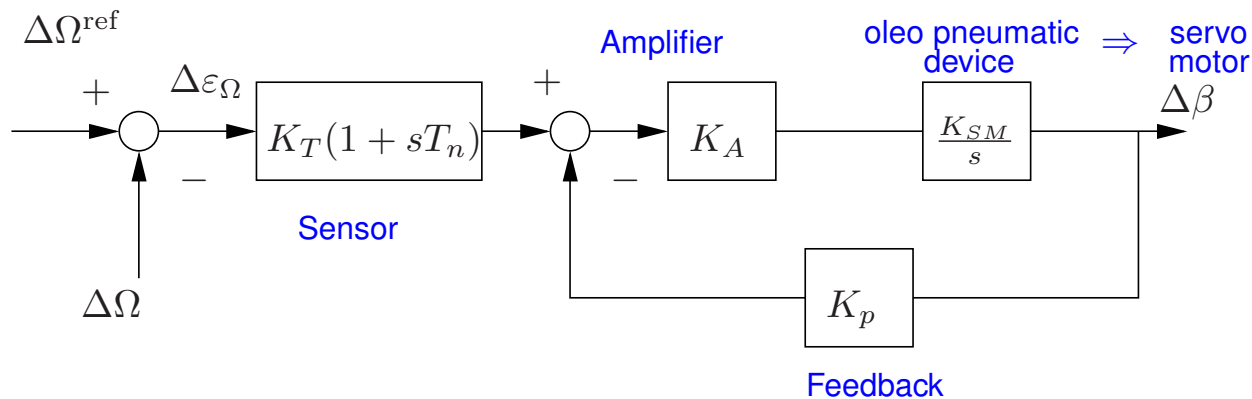 ΔΩ^ref
Amplifier
oleo pneumatic ⇒ servo
device motor
+ Δε_Ω + Δβ
K_T(1 + sT_n) K_A K_SM/s
− −
Sensor
ΔΩ K_p
Feedback